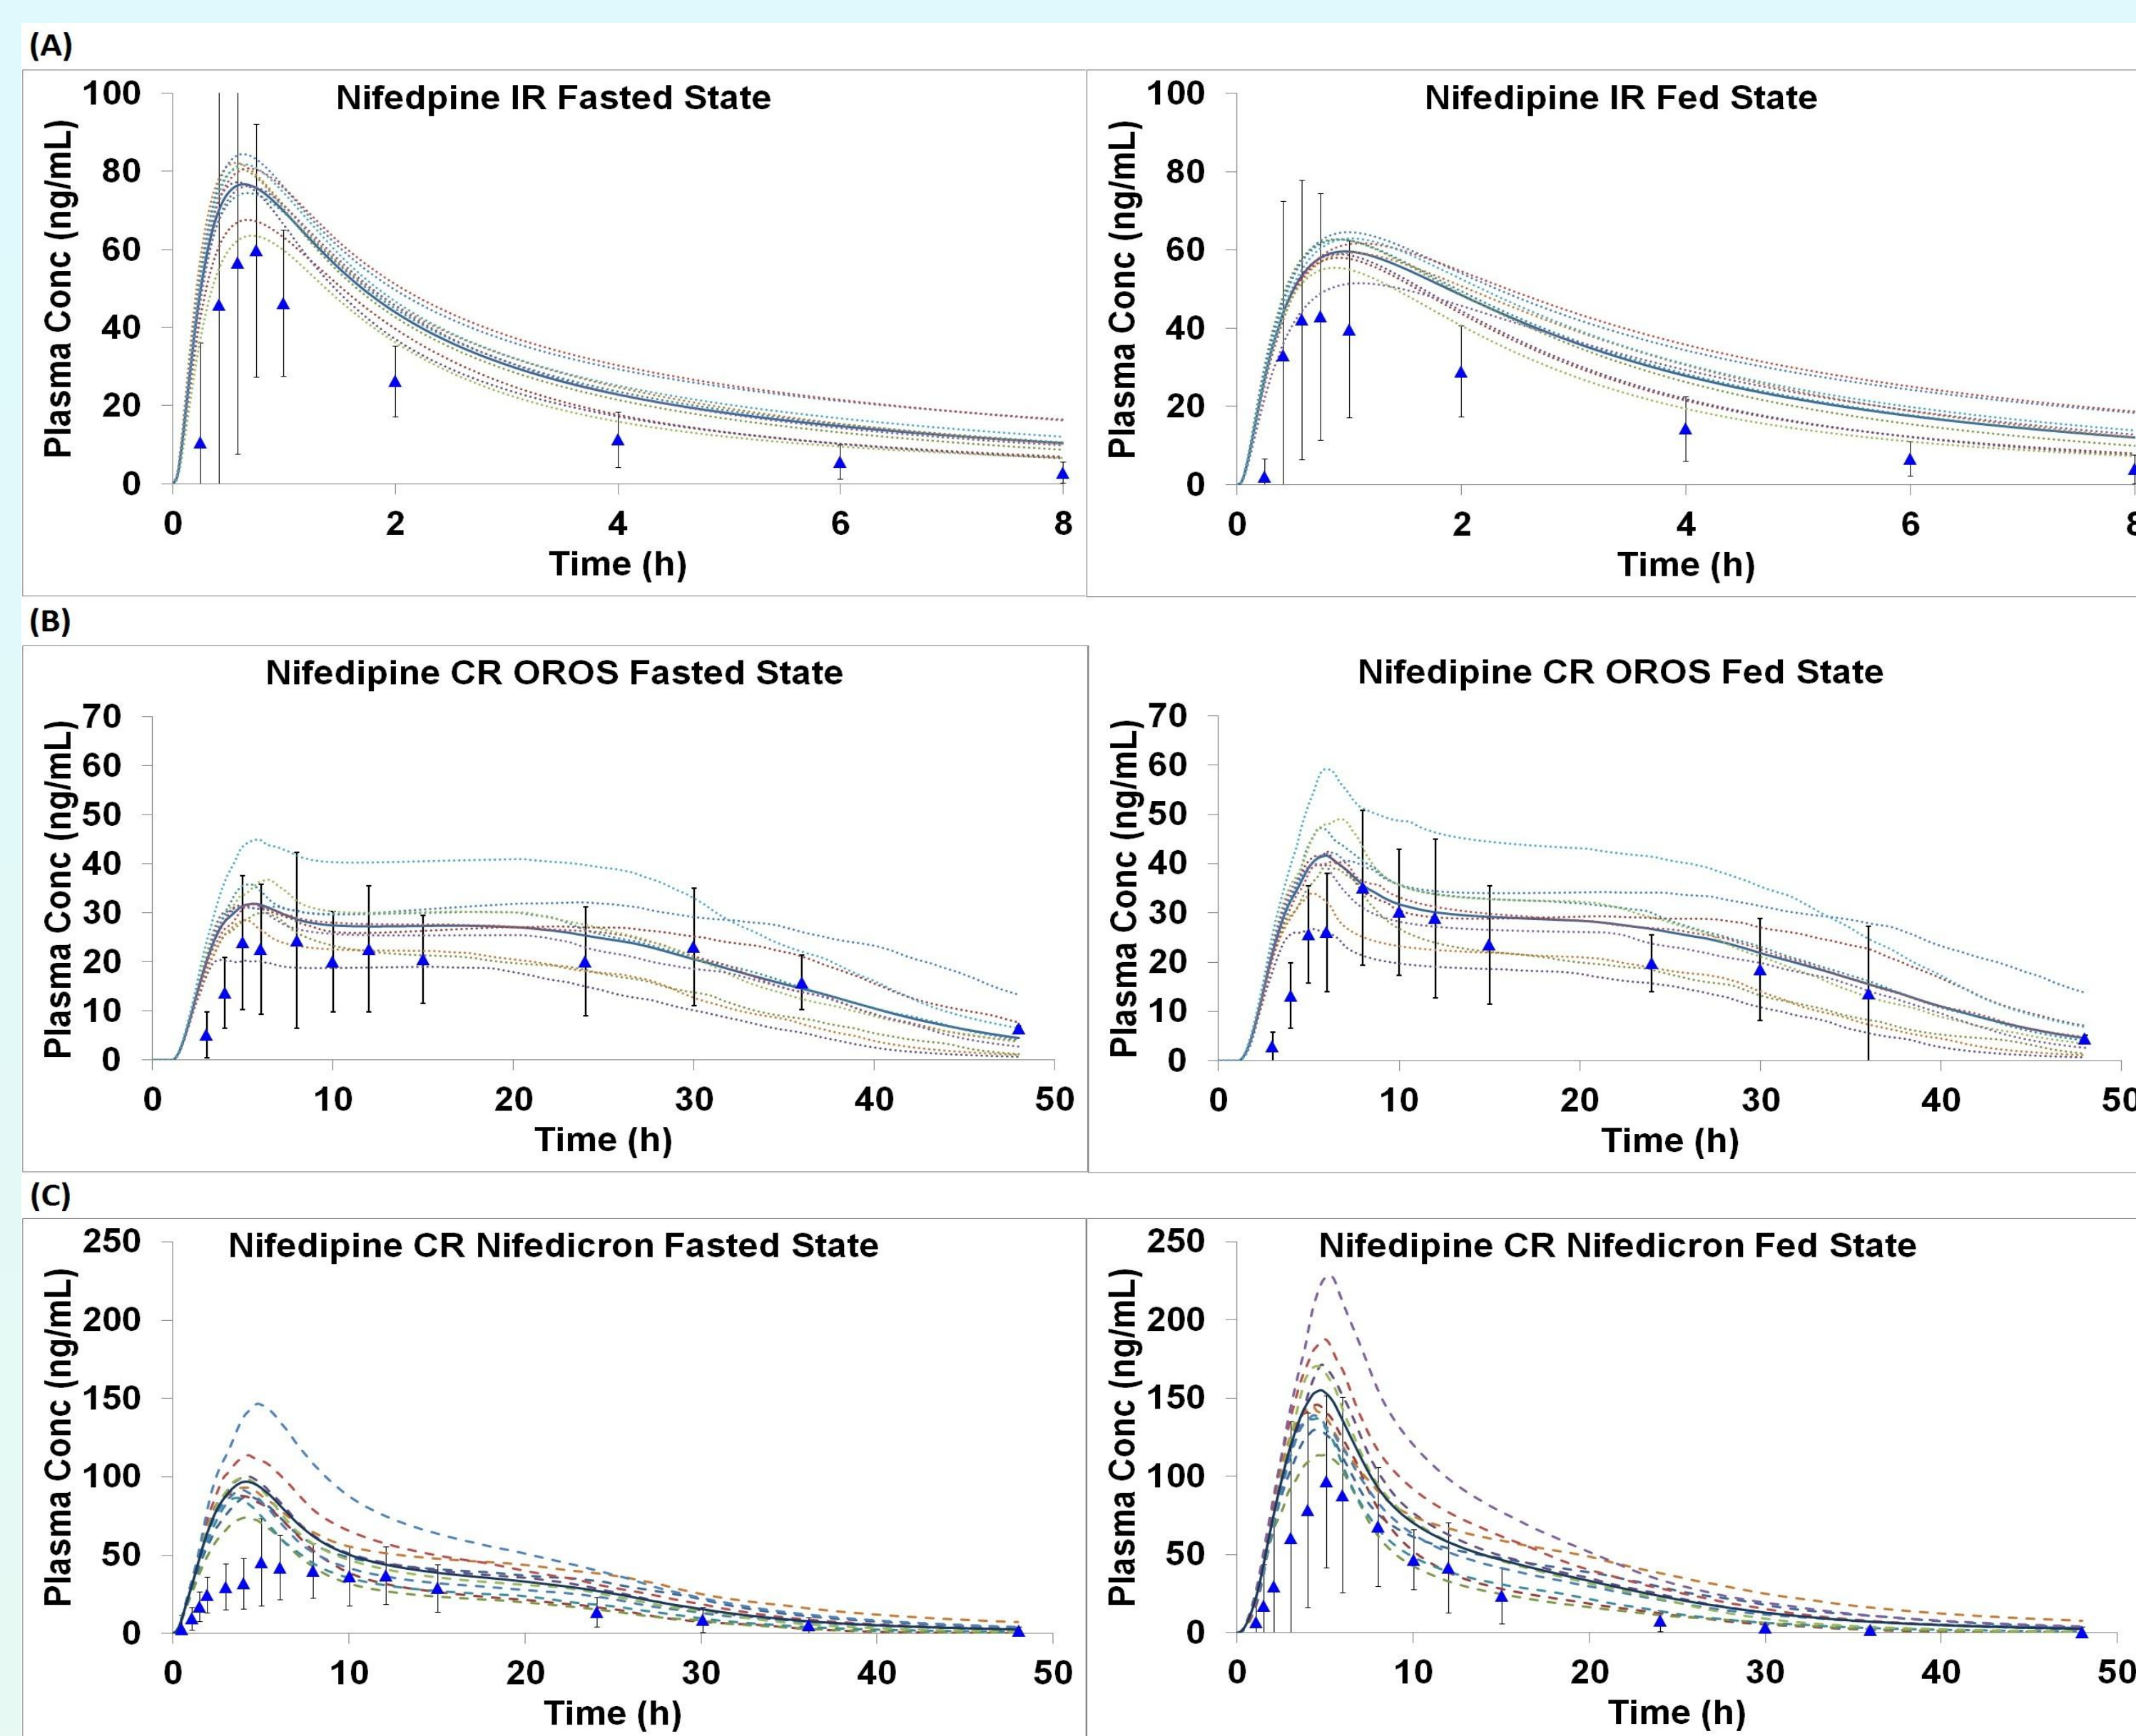 (A)
Nifedpine IR Fasted State
Plasma Conc (ng/mL)
100
80
60
40
20
0
0 2 4 6 8
Time (h)
Nifedipine IR Fed State
Plasma Conc (ng/mL)
100
80
60
40
20
0
0 2 4 6 8
Time (h)
(B)
Nifedipine CR OROS Fasted State
Plasma Conc (ng/mL)
70
60
50
40
30
20
10
0
0 10 20 30 40 50
Time (h)
Nifedipine CR OROS Fed State
Plasma Conc (ng/mL)
70
60
50
40
30
20
10
0
0 10 20 30 40 50
Time (h)
(C)
Nifedipine CR Nifedicron Fasted State
Plasma Conc (ng/mL)
250
200
150
100
50
0
0 10 20 30 40 50
Time (h)
Nifedipine CR Nifedicron Fed State
Plasma Conc (ng/mL)
250
200
150
100
50
0
0 10 20 30 40 50
Time (h)